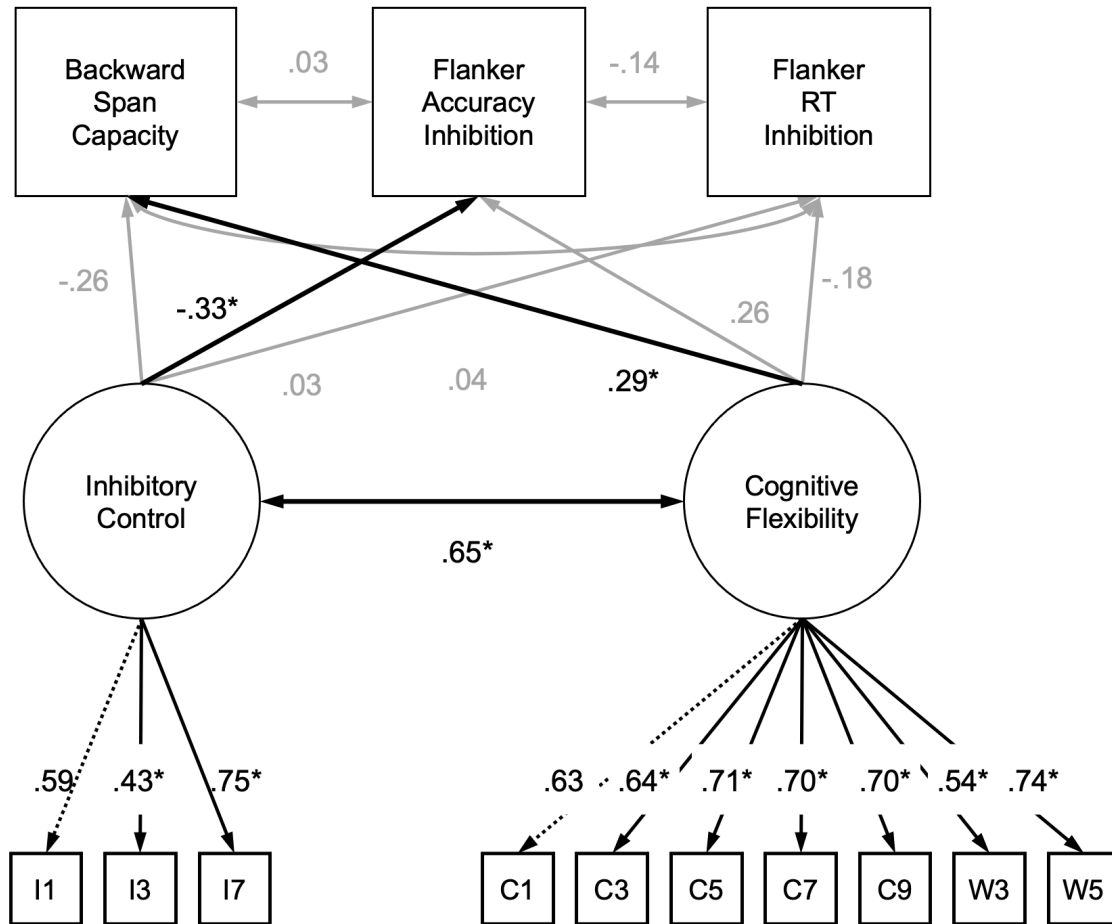 Backward
Span
Capacity
.03
Flanker
Accuracy
Inhibition
-.14
Flanker
RT
Inhibition
-.26
-.33*
.03
.04
.29*
.26
-.18
Inhibitory
Control
.65*
Cognitive
Flexibility
.59
.43*
.75*
.63
.64*
.71*
.70*
.70*
.54*
.74*
I1
I3
I7
C1
C3
C5
C7
C9
W3
W5